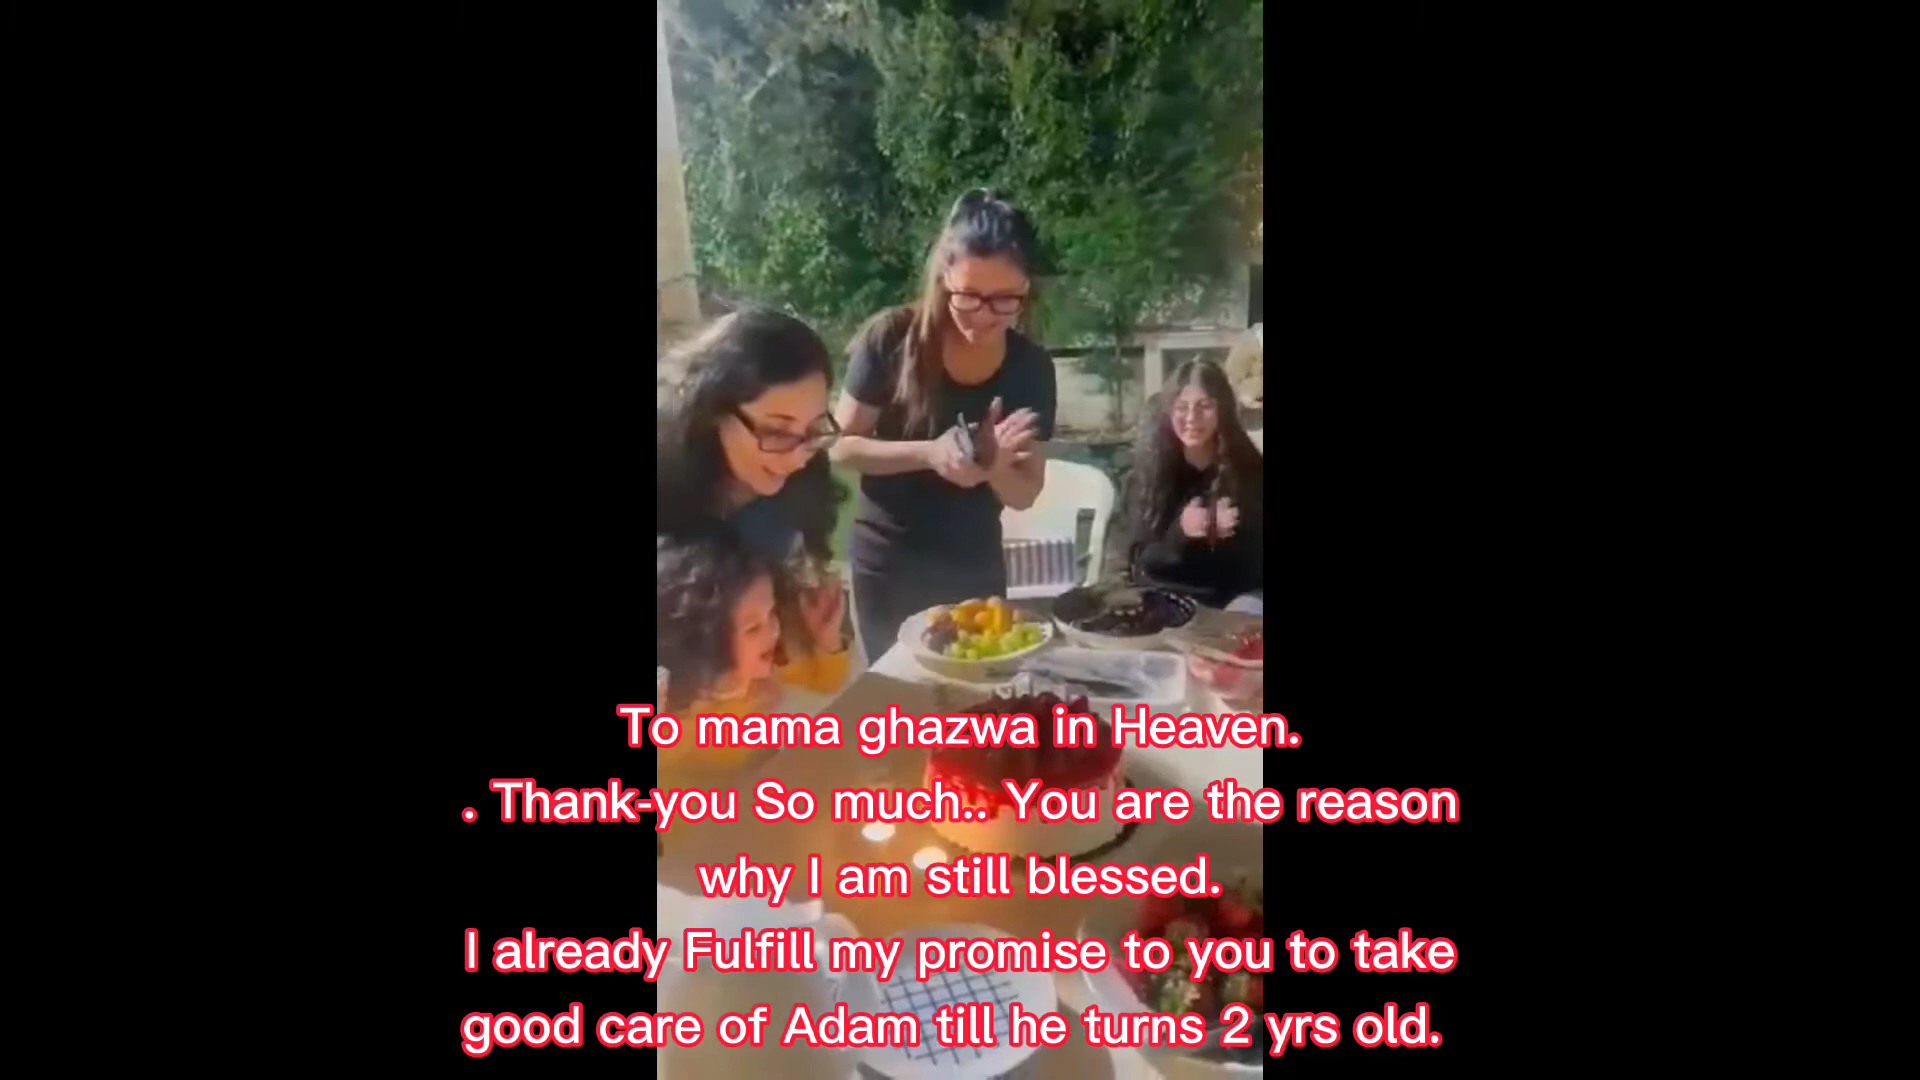 To mama ghazwa in Heaven.
. Thank-you So much.. You are the reason
why I am still blessed.
I already Fulfill my promise to you to take
good care of Adam till he turns 2 yrs old.